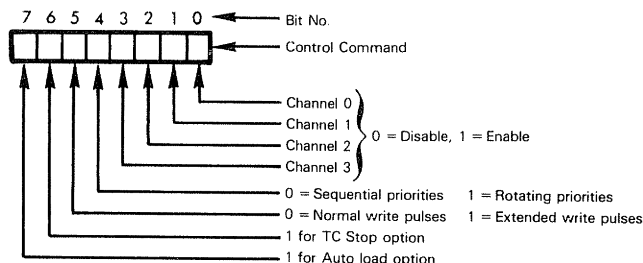 7 6 5 4 3 2 1 0 Bit No.
Control Command
Channel 0
Channel 1
0 = Disable, 1 = Enable
Channel 2
Channel 3
0 = Sequential priorities 1 = Rotating priorities
0 = Normal write pulses 1 = Extended write pulses
1 for TC Stop option
1 for Auto load option